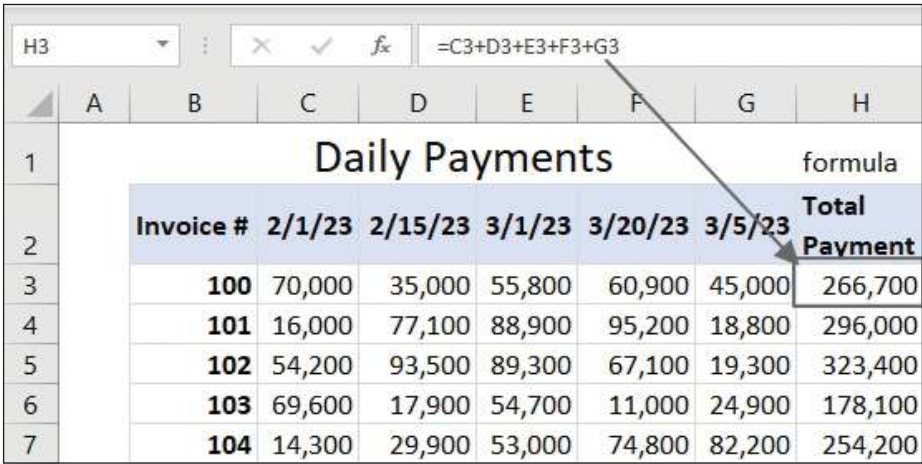 H3 fx =C3+D3+E3+F3+G3
A B C D E F G H
1 Daily Payments formula
2 Invoice # 2/1/23 2/15/23 3/1/23 3/20/23 3/5/23 Total Payment
3 100 70,000 35,000 55,800 60,900 45,000 266,700
4 101 16,000 77,100 88,900 95,200 18,800 296,000
5 102 54,200 93,500 89,300 67,100 19,300 323,400
6 103 69,600 17,900 54,700 11,000 24,900 178,100
7 104 14,300 29,900 53,000 74,800 82,200 254,200